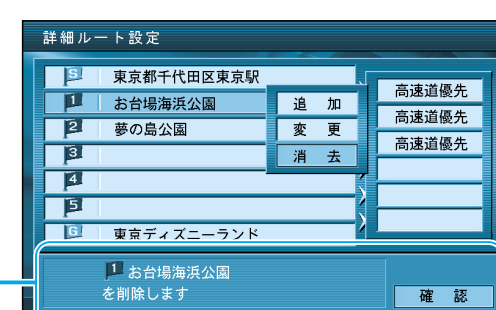 詳細ルート設定
S 東京都千代田区東京駅
1 お台場海浜公園
2 夢の島公園
3
4
5
G 東京ディズニーランド
追 加
変 更
消 去
高速道優先
高速道優先
高速道優先
1 お台場海浜公園
を削除します
確 認